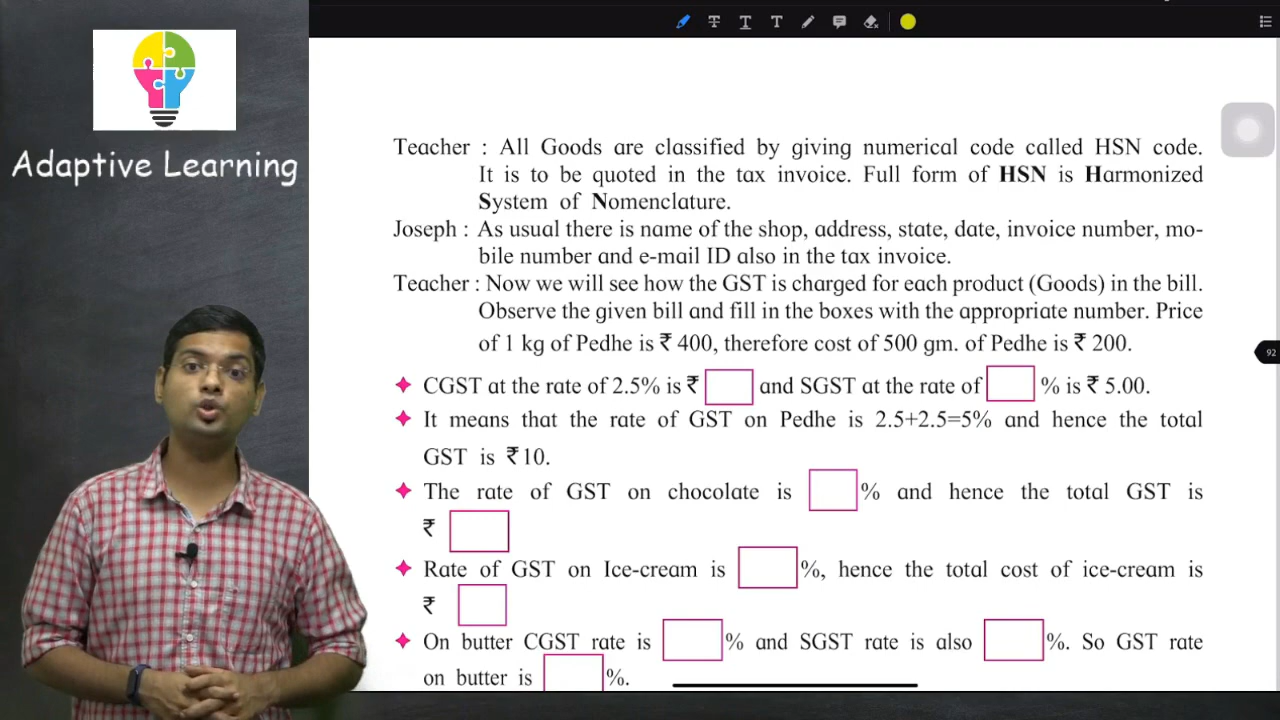 Adaptive Learning
Teacher : All Goods are classified by giving numerical code called HSN code.
It is to be quoted in the tax invoice. Full form of HSN is Harmonized
System of Nomenclature.
Joseph : As usual there is name of the shop, address, state, date, invoice number, mo-
bile number and e-mail ID also in the tax invoice.
Teacher : Now we will see how the GST is charged for each product (Goods) in the bill.
Observe the given bill and fill in the boxes with the appropriate number. Price
of 1 kg of Pedhe is ₹ 400, therefore cost of 500 gm. of Pedhe is ₹ 200.
CGST at the rate of 2.5% is ₹ and SGST at the rate of % is ₹ 5.00.
It means that the rate of GST on Pedhe is 2.5+2.5=5% and hence the total
GST is ₹ 10.
The rate of GST on chocolate is % and hence the total GST is
₹
Rate of GST on Ice-cream is %, hence the total cost of ice-cream is
₹
On butter CGST rate is % and SGST rate is also %. So GST rate
on butter is %.
92